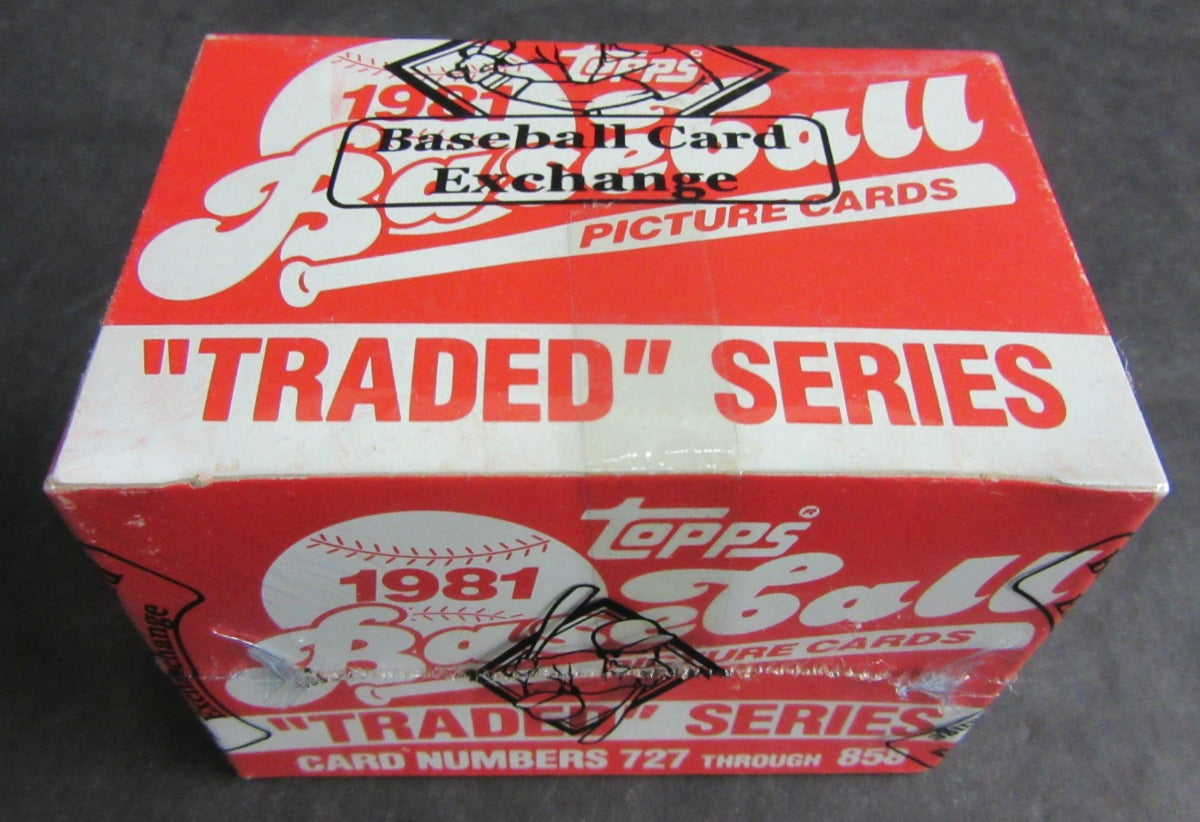 Topps
1981
Baseball
Baseball Card
Exchange
PICTURE CARDS
"TRADED" SERIES
Topps®
1981
Baseball
PICTURE CARDS
Exchange
"TRADED" SERIES
CARD NUMBERS 727 THROUGH 858